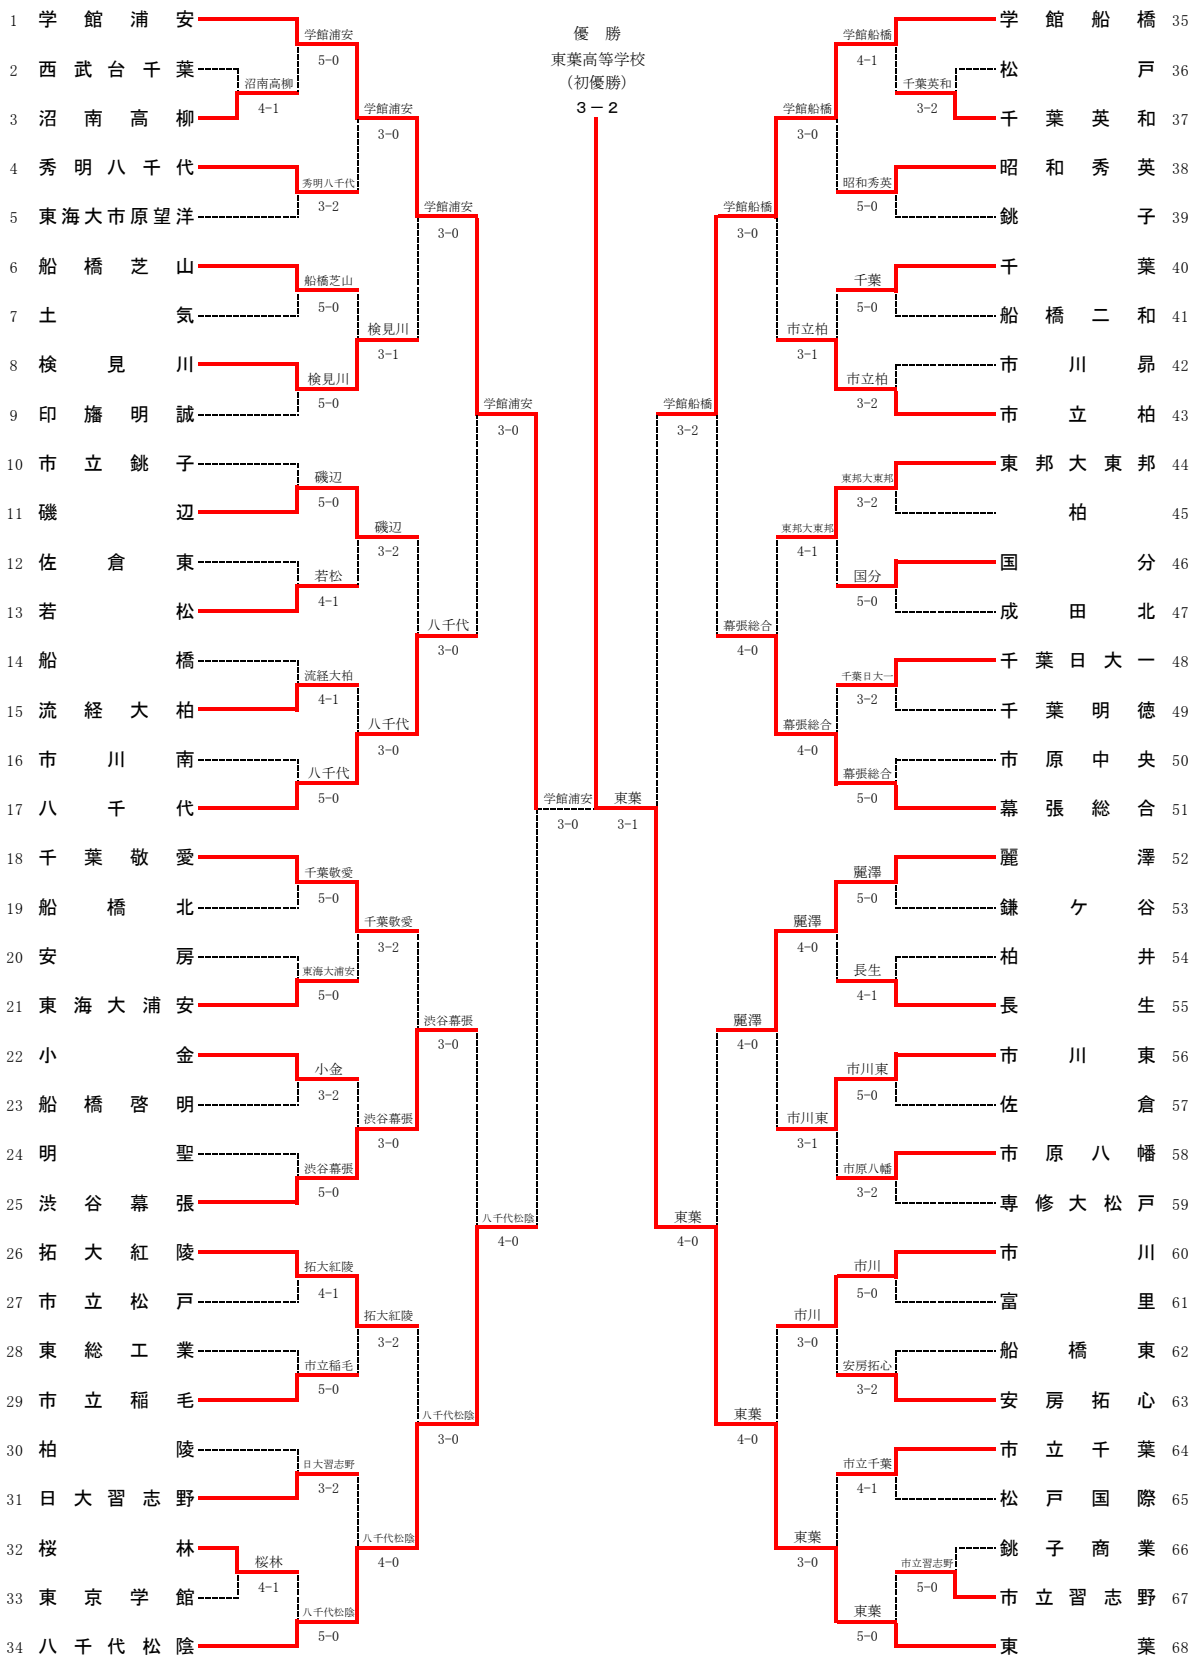 優勝
東葉高等学校
(初優勝)
3－2
1 学館浦安
2 西武台千葉
3 沼南高柳
4 秀明八千代
5 東海大市原望洋
6 船橋芝山
7 土気
8 検見川
9 印旛明誠
10 市立銚子
11 磯辺
12 佐倉東
13 若松
14 船橋
15 流経大柏
16 市川南
17 八千代
18 千葉敬愛
19 船橋北
20 安房
21 東海大浦安
22 小金
23 船橋啓明
24 明聖
25 渋谷幕張
26 拓大紅陵
27 市立松戸
28 東総工業
29 市立稲毛
30 柏陵
31 日大習志野
32 桜林
33 東京学館
34 八千代松陰
沼南高柳
4-1
桜林
4-1
学館浦安
5-0
秀明八千代
3-2
船橋芝山
5-0
検見川
5-0
磯辺
5-0
若松
4-1
流経大柏
4-1
八千代
5-0
千葉敬愛
5-0
東海大浦安
5-0
小金
3-2
渋谷幕張
5-0
拓大紅陵
4-1
市立稲毛
5-0
日大習志野
3-2
八千代松陰
5-0
学館浦安
3-0
検見川
3-1
磯辺
3-2
八千代
3-0
千葉敬愛
3-2
渋谷幕張
3-0
拓大紅陵
3-2
八千代松陰
4-0
学館浦安
3-0
八千代
3-0
渋谷幕張
3-0
八千代松陰
3-0
学館浦安
3-0
八千代松陰
4-0
学館浦安
3-0
東葉
3-1
学館船橋
3-2
東葉
4-0
学館船橋
3-0
幕張総合
4-0
麗澤
4-0
東葉
4-0
学館船橋
3-0
市立柏
3-1
東邦大東邦
4-1
幕張総合
4-0
麗澤
4-0
市川東
3-1
市川
3-0
東葉
3-0
学館船橋
4-1
昭和秀英
5-0
千葉
5-0
市立柏
3-2
東邦大東邦
3-2
国分
5-0
千葉日大一
3-2
幕張総合
5-0
麗澤
5-0
長生
4-1
市川東
5-0
市原八幡
3-2
市川
5-0
安房拓心
3-2
市立千葉
4-1
東葉
5-0
千葉英和
3-2
市立習志野
5-0
学館船橋 35
松戸 36
千葉英和 37
昭和秀英 38
銚子 39
千葉 40
船橋二和 41
市川昴 42
市立柏 43
東邦大東邦 44
柏 45
国分 46
成田北 47
千葉日大一 48
千葉明徳 49
市原中央 50
幕張総合 51
麗澤 52
鎌ケ谷 53
柏井 54
長生 55
市川東 56
佐倉 57
市原八幡 58
専修大松戸 59
市川 60
富里 61
船橋東 62
安房拓心 63
市立千葉 64
松戸国際 65
銚子商業 66
市立習志野 67
東葉 68